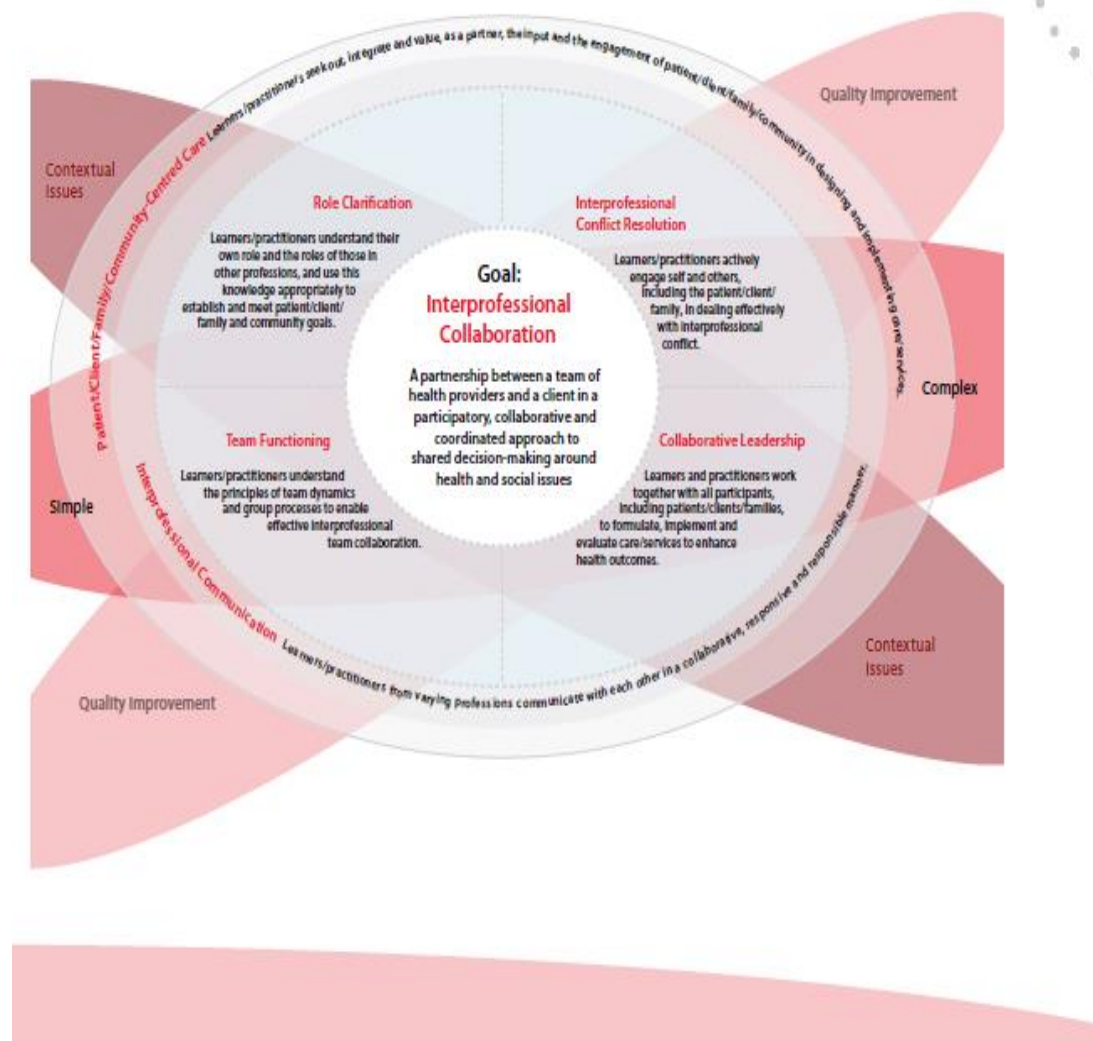 Patient/Client/Family/Community-Centred Care Learners/practitioners seek out, integrate and value, as a partner, the input and the engagement of patient/client/family/community in designing and implementing care/services.
Quality Improvement
Contextual
Issues
Role Clarification
Learners/practitioners understand their
own role and the roles of those in
other professions, and use this
knowledge appropriately to
establish and meet patient/client/
family and community goals.
Interprofessional
Conflict Resolution
Learners/practitioners actively
engage self and others,
including the patient/client/
family, in dealing effectively
with interprofessional
conflict.
Goal:
Interprofessional
Collaboration
A partnership between a team of
health providers and a client in a
participatory, collaborative and
coordinated approach to
shared decision-making around
health and social issues
Complex
Simple
Team Functioning
Learners/practitioners understand
the principles of team dynamics
and group processes to enable
effective interprofessional
team collaboration.
Collaborative Leadership
Learners and practitioners work
together with all participants,
including patients/clients/families,
to formulate, implement and
evaluate care/services to enhance
health outcomes.
Interprofessional Communication Learners/practitioners from varying professions communicate with each other in a collaborative, responsive and responsible manner.
Contextual
Issues
Quality Improvement